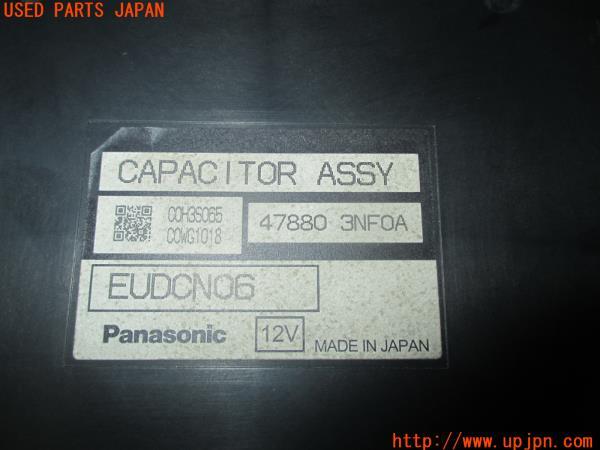 USED PARTS JAPAN
CAPACITOR ASSY
C0H3S065
C0WG1018
47880 3NF0A
EUDCN06
Panasonic 12V MADE IN JAPAN
http://www.upjpn.com/